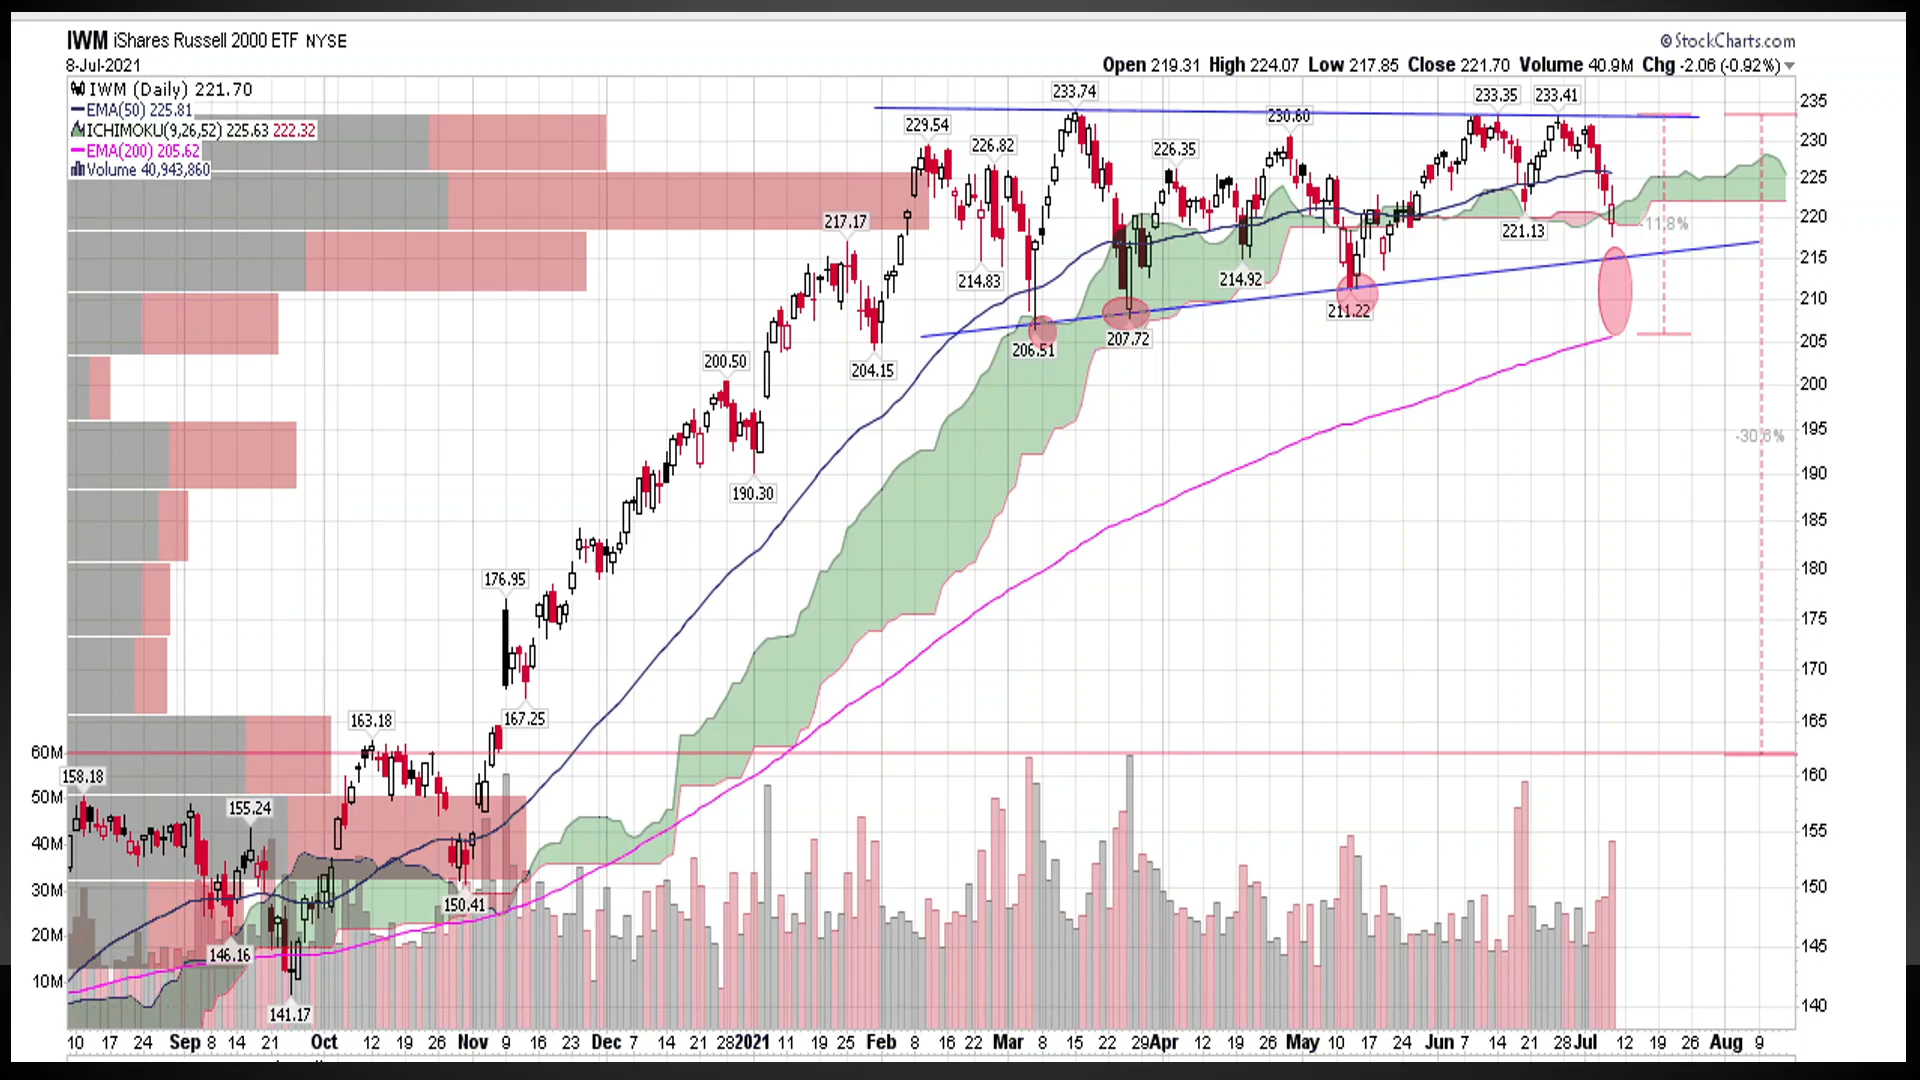 IWM iShares Russell 2000 ETF NYSE
© StockCharts.com
8-Jul-2021
Open 219.31 High 224.07 Low 217.85 Close 221.70 Volume 40.9M Chg -2.06 (-0.92%)
IWM (Daily) 221.70
EMA(50) 225.81
ICHIMOKU(9,26,52) 225.63 222.32
EMA(200) 205.62
Volume 40,943,860
233.74
233.35
233.41
229.54
230.60
226.82
226.35
217.17
221.13
-11.8%
214.83
214.92
211.22
206.51
207.72
204.15
200.50
190.30
-30.6%
176.95
167.25
163.18
158.18
155.24
150.41
146.16
141.17
235
230
225
220
215
210
205
200
195
190
185
180
175
170
165
160
155
150
145
140
60M
50M
40M
30M
20M
10M
10 17 24 Sep 8 14 21 Oct 12 19 26 Nov 9 16 23 Dec 7 14 21 28 2021 11 19 25 Feb 8 16 22 Mar 8 15 22 29 Apr 12 19 26 May 10 17 24 Jun 7 14 21 28 Jul 12 19 26 Aug 9